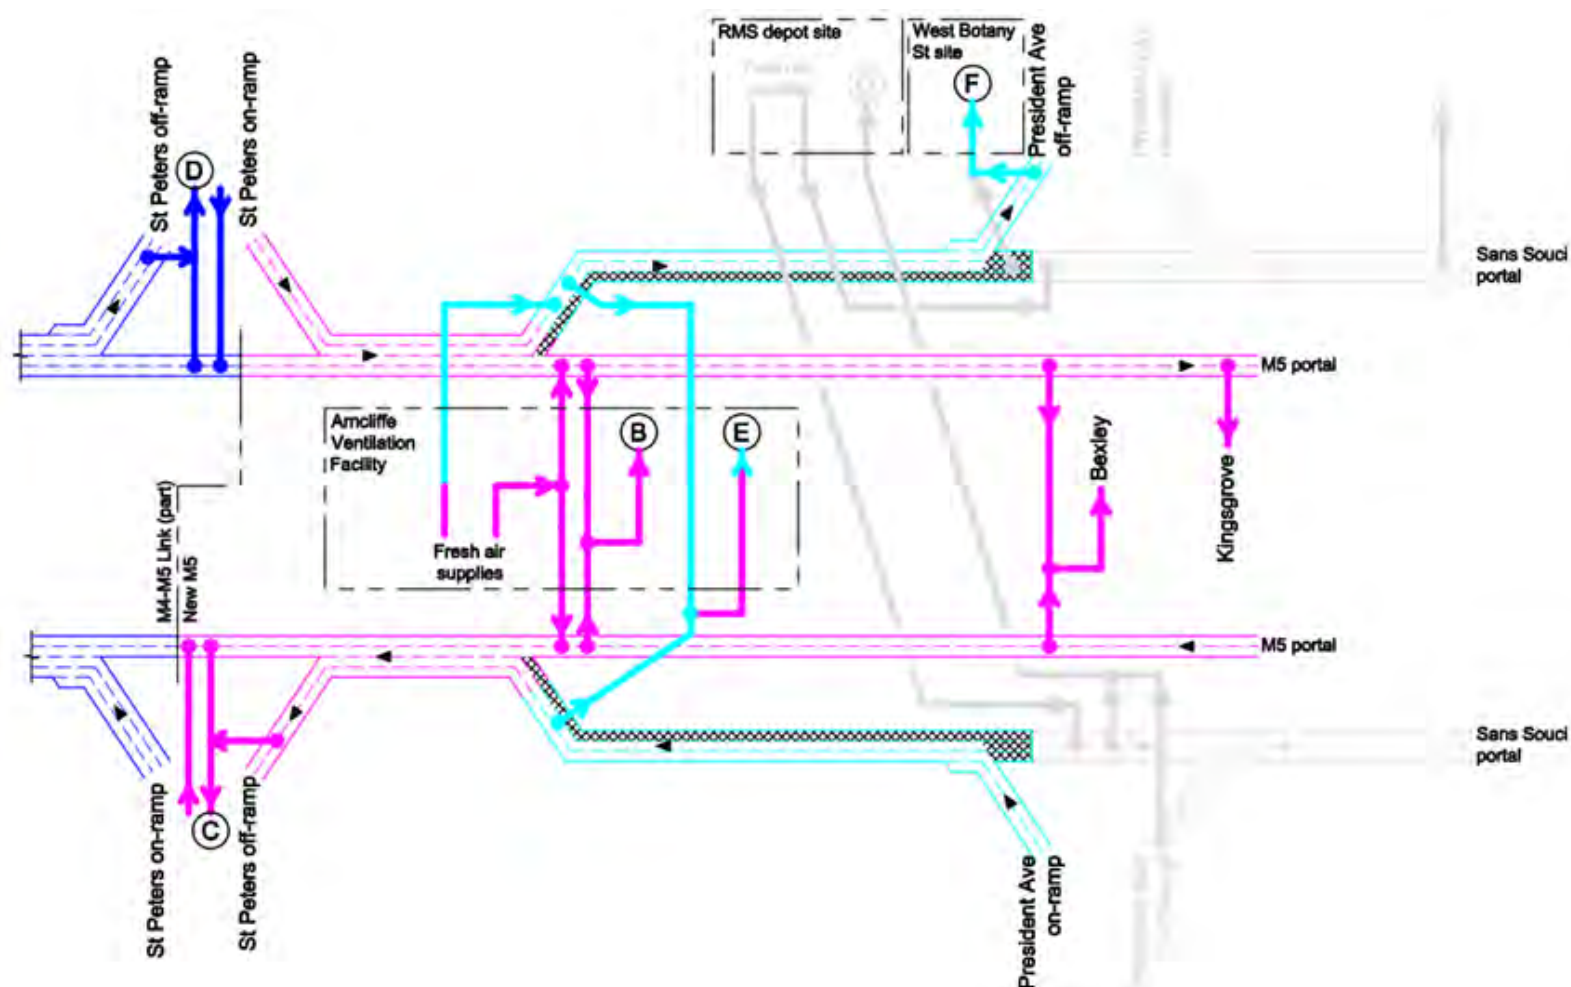 RMS depot site
West Botany
St site
F
President Ave
off-ramp
St Peters off-ramp
D
St Peters on-ramp
Sans Souci
portal
M5 portal
Arncliffe
Ventilation
Facility
B
E
Bexley
Kingsgrove
Fresh air
supplies
M4-M5 Link (part)
New M5
M5 portal
Sans Souci
portal
St Peters on-ramp
C
St Peters off-ramp
President Ave
on-ramp